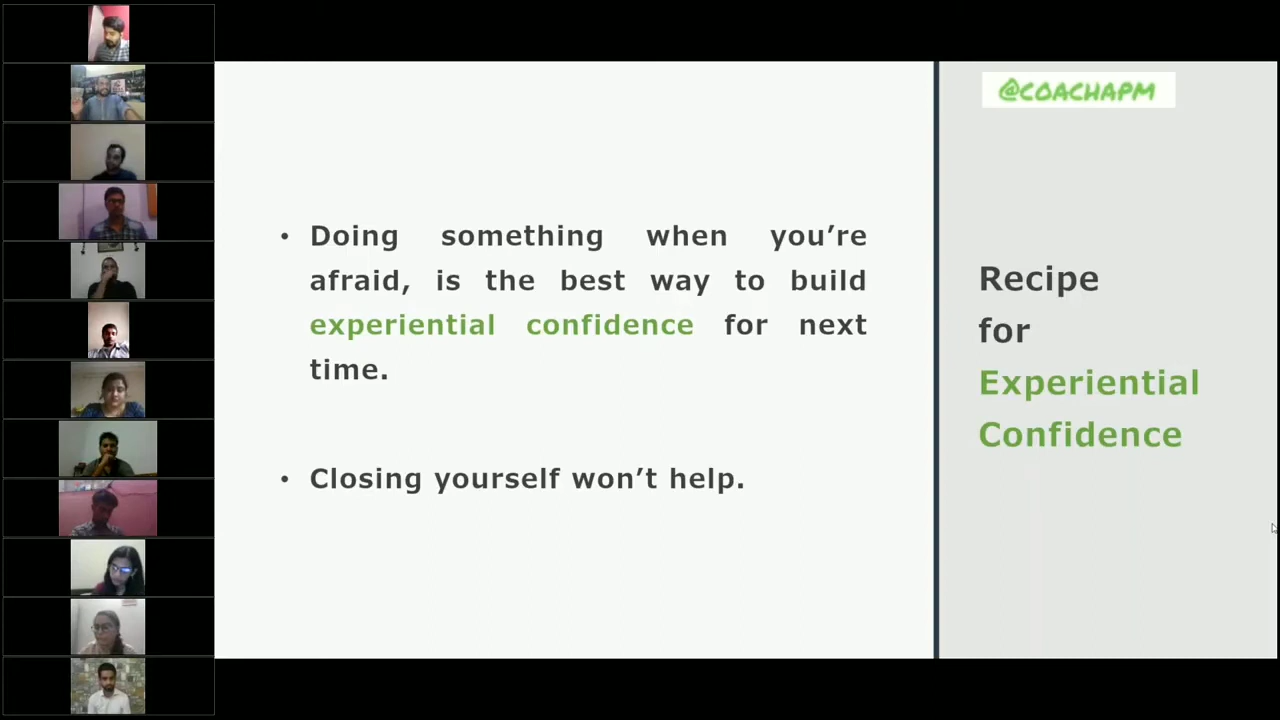 @COACHAPM
• Doing something when you're
afraid, is the best way to build
experiential confidence for next
time.
• Closing yourself won't help.
Recipe
for
Experiential
Confidence